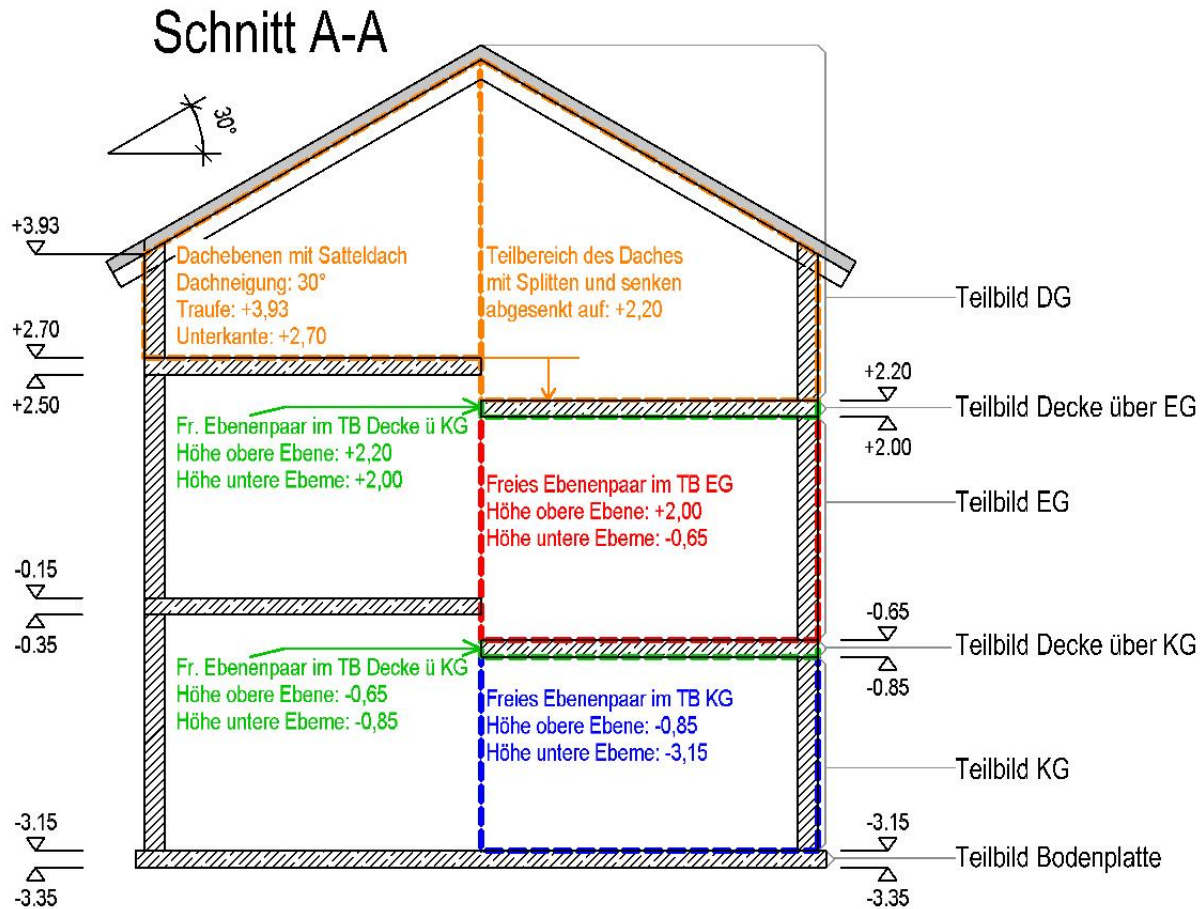 Schnitt A-A
30°
+3.93
Dachebenen mit Satteldach
Dachneigung: 30°
Traufe: +3,93
Unterkante: +2,70
Teilbereich des Daches
mit Splitten und senken
abgesenkt auf: +2,20
Teilbild DG
+2.70
+2.50
+2.20
+2.00
Teilbild Decke über EG
Fr. Ebenenpaar im TB Decke ü KG
Höhe obere Ebene: +2,20
Höhe untere Ebeme: +2,00
Freies Ebenenpaar im TB EG
Höhe obere Ebene: +2,00
Höhe untere Ebeme: -0,65
Teilbild EG
-0.15
-0.35
-0.65
-0.85
Teilbild Decke über KG
Fr. Ebenenpaar im TB Decke ü KG
Höhe obere Ebene: -0,65
Höhe untere Ebeme: -0,85
Freies Ebenenpaar im TB KG
Höhe obere Ebene: -0,85
Höhe untere Ebeme: -3,15
Teilbild KG
-3.15
-3.35
-3.15
-3.35
Teilbild Bodenplatte